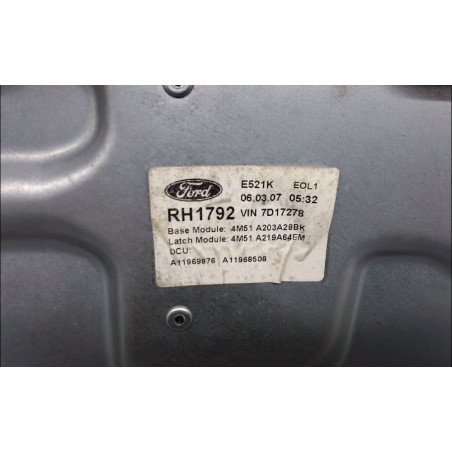 Ford E521K EOL1
06.03.07 05:32
RH1792 VIN 7D17278
Base Module: 4M51 A203A28BK
Latch Module: 4M51 A219A64EM
DCU:
A11969876 A11968508